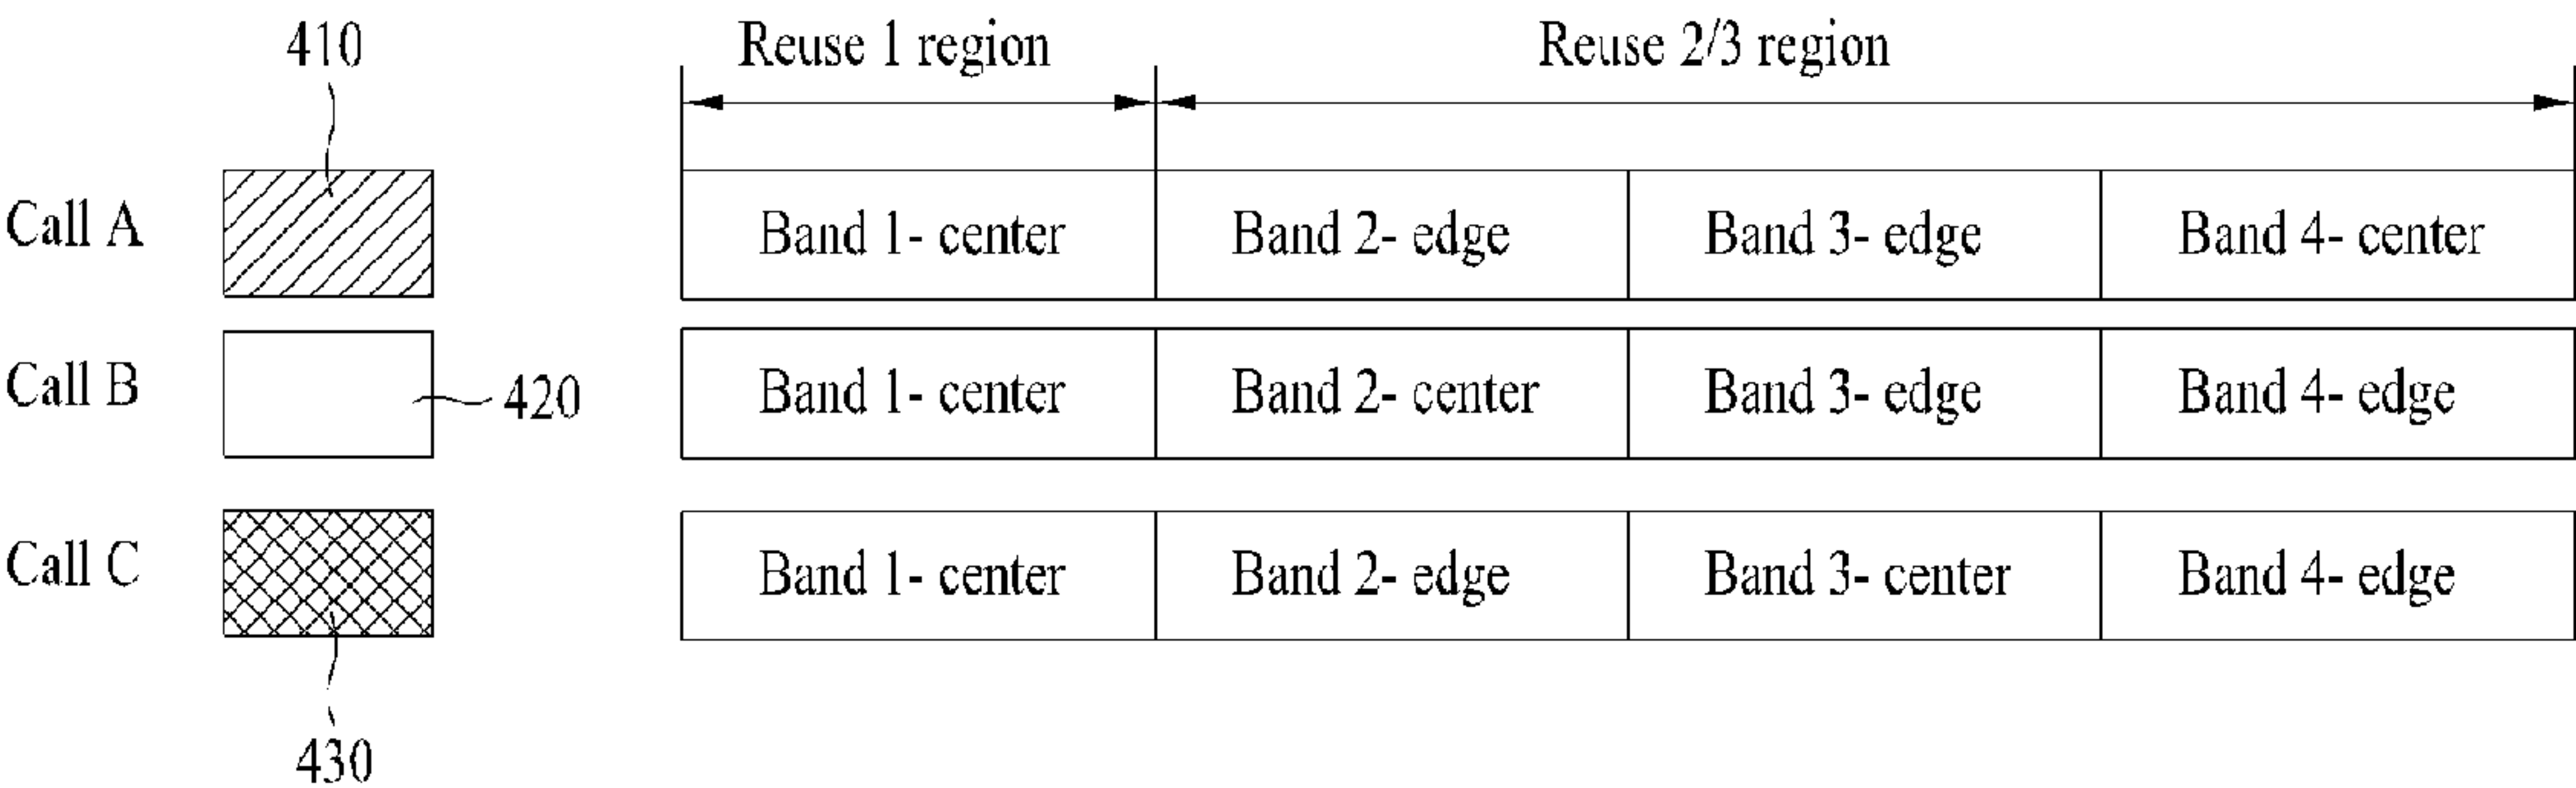 410
Reuse 1 region
Reuse 2/3 region
Call A
Band 1- center
Band 2- edge
Band 3- edge
Band 4- center
Call B
420
Band 1- center
Band 2- center
Band 3- edge
Band 4- edge
Call C
Band 1- center
Band 2- edge
Band 3- center
Band 4- edge
430